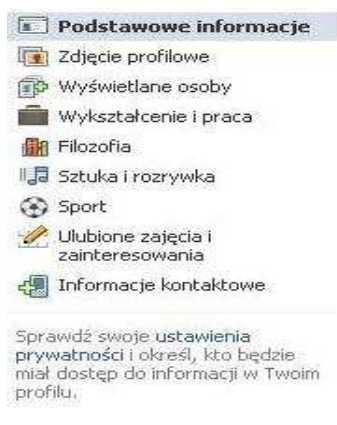 Podstawowe informacje
Zdjęcie profilowe
Wyświetlane osoby
Wykształcenie i praca
Filozofia
Sztuka i rozrywka
Sport
Ulubione zajęcia i
zainteresowania
Informacje kontaktowe
Sprawdź swoje ustawienia
prywatności i określ, kto będzie
miał dostęp do informacji w Twoim
profilu.